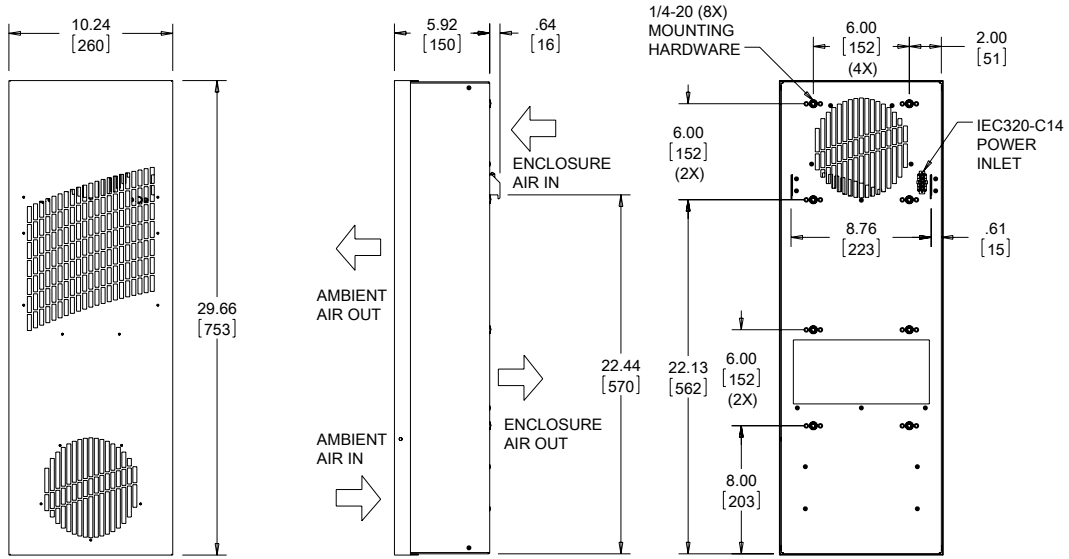 10.24
[260]
29.66
[753]
5.92
[150]
.64
[16]
ENCLOSURE
AIR IN
AMBIENT
AIR OUT
22.44
[570]
ENCLOSURE
AIR OUT
AMBIENT
AIR IN
1/4-20 (8X)
MOUNTING
HARDWARE
6.00
[152]
(4X)
2.00
[51]
6.00
[152]
(2X)
IEC320-C14
POWER
INLET
8.76
[223]
.61
[15]
22.13
[562]
6.00
[152]
(2X)
8.00
[203]